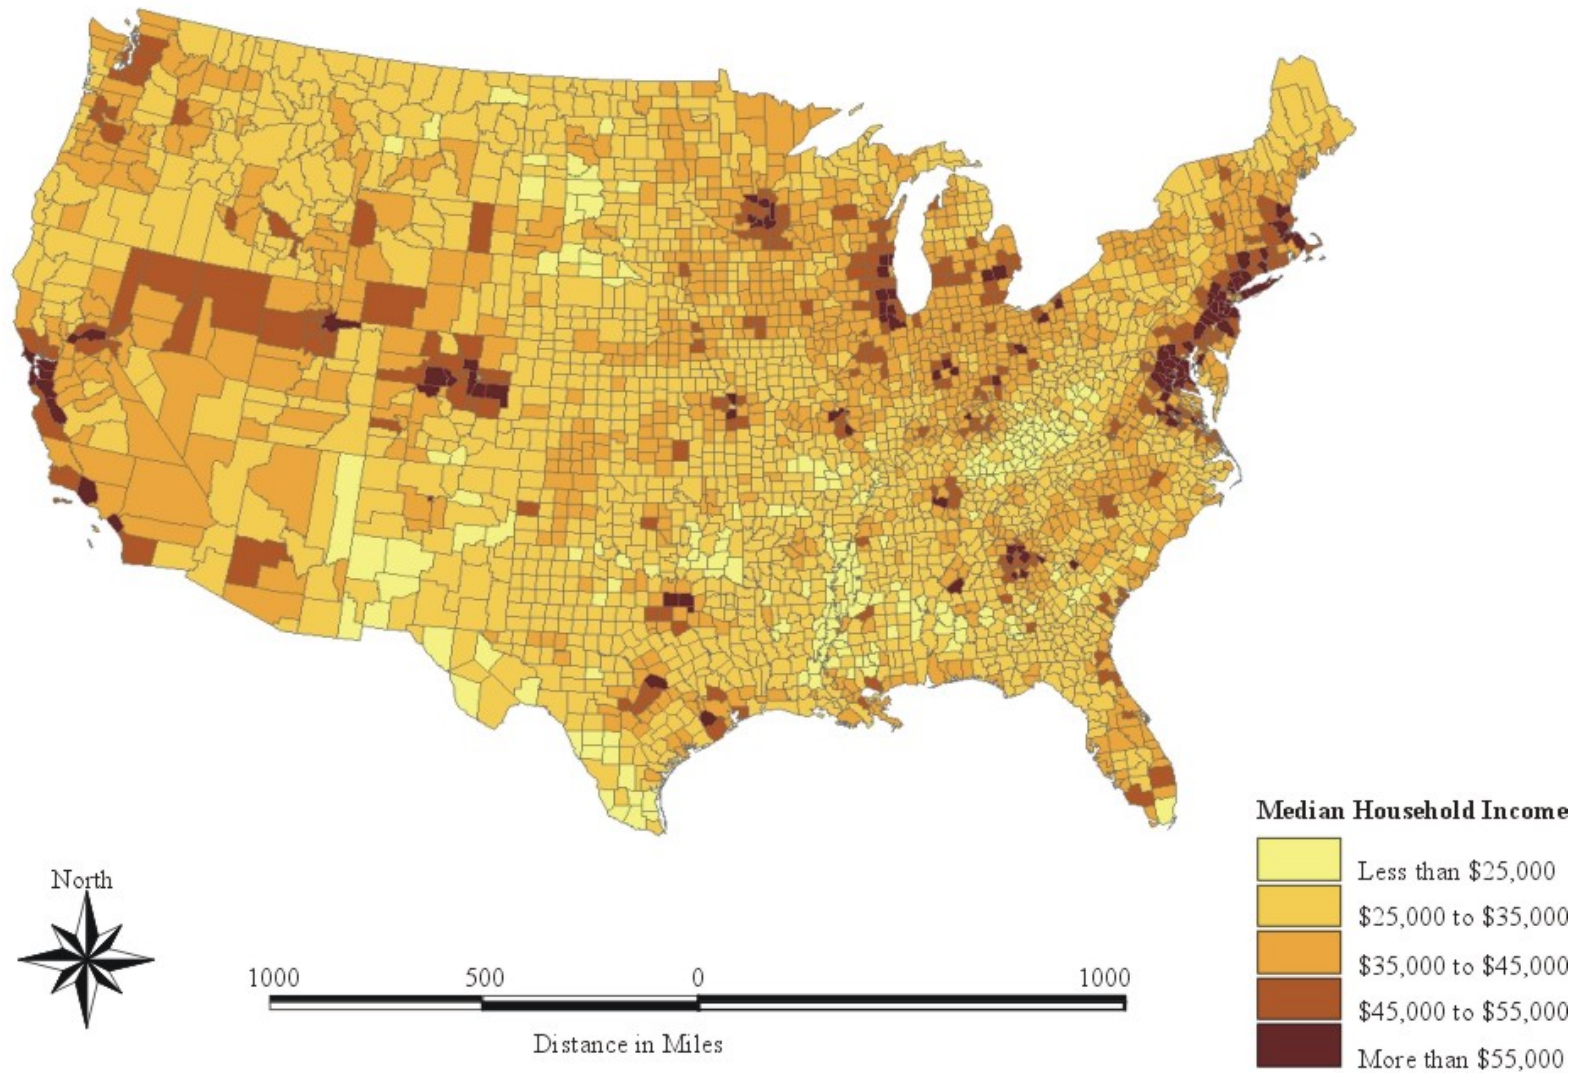 Median Household Income
Less than $25,000
$25,000 to $35,000
$35,000 to $45,000
$45,000 to $55,000
More than $55,000
North
1000 500 0 1000
Distance in Miles